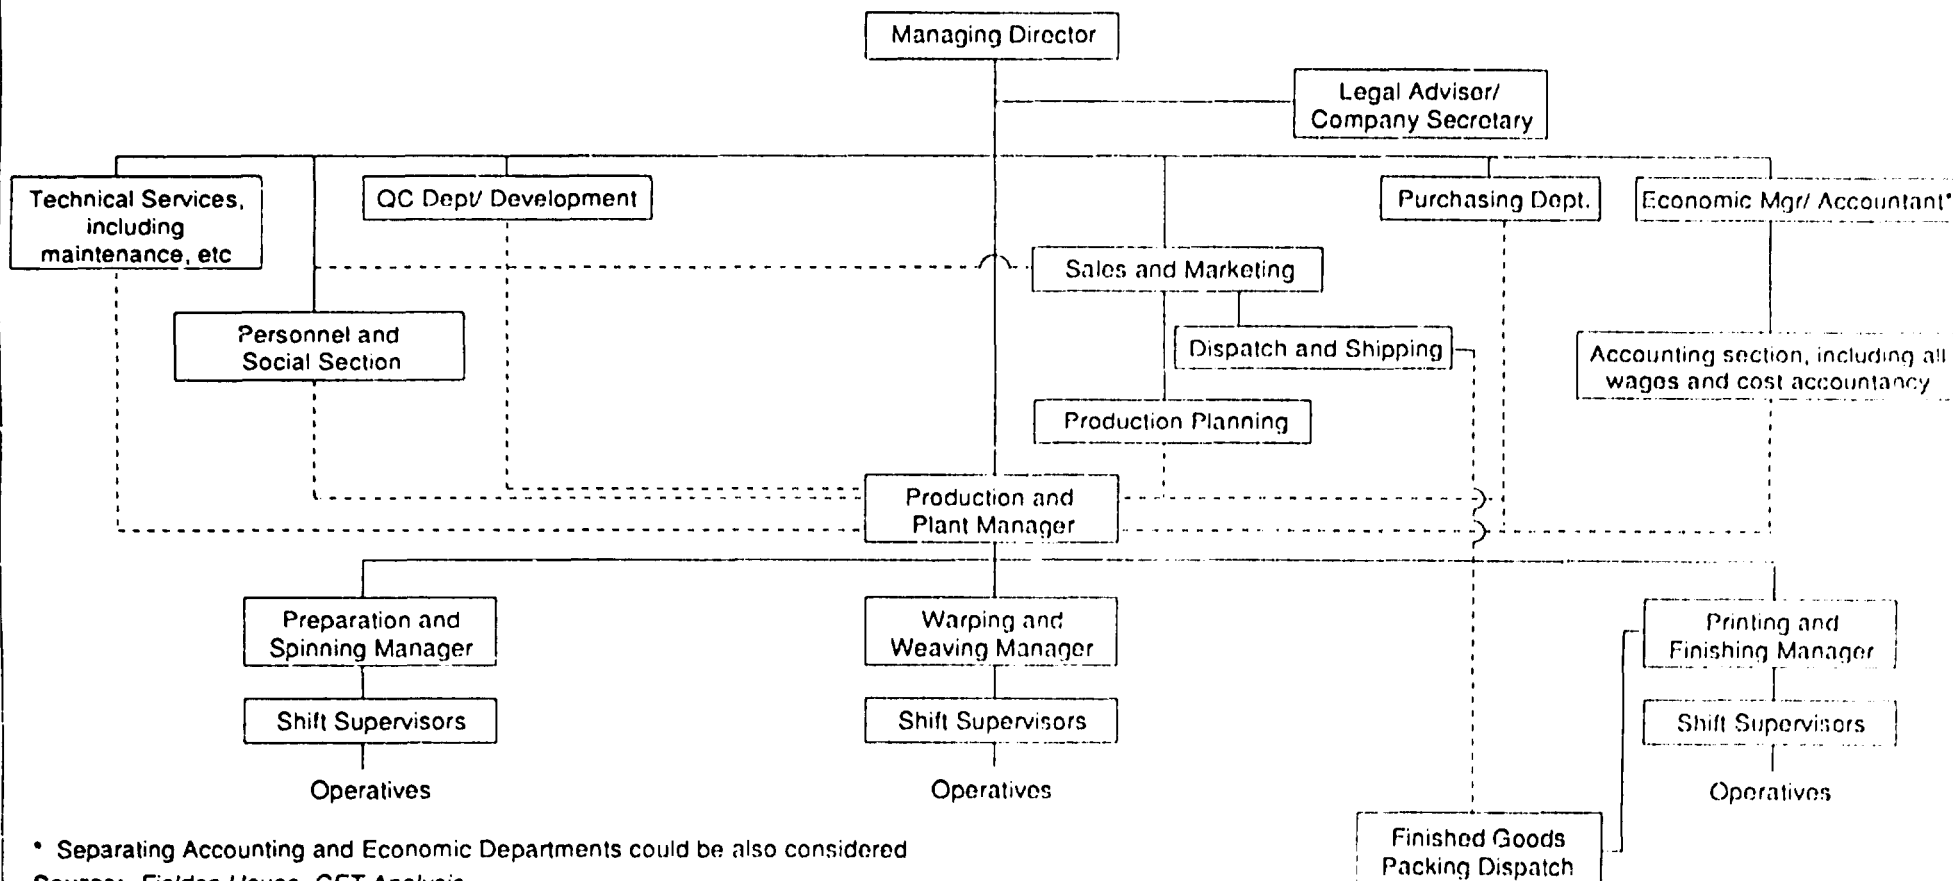 Managing Director
Legal Advisor/
Company Secretary
Technical Services,
including
maintenance, etc
QC Dept/ Development
Purchasing Dept.
Economic Mgr/ Accountant*
Sales and Marketing
Personnel and
Social Section
Dispatch and Shipping
Accounting section, including all
wages and cost accountancy
Production Planning
Production and
Plant Manager
Preparation and
Spinning Manager
Warping and
Weaving Manager
Printing and
Finishing Manager
Shift Supervisors
Shift Supervisors
Shift Supervisors
Operatives
Operatives
Operatives
Finished Goods
Packing Dispatch
* Separating Accounting and Economic Departments could be also considered